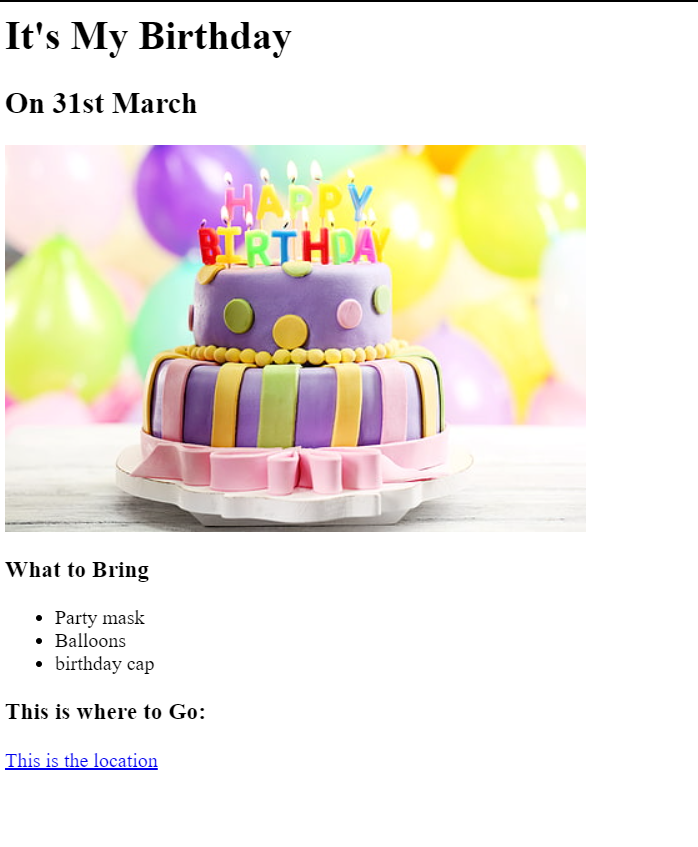 It's My Birthday
On 31st March
HAPPY
BIRTHDAY
What to Bring
Party mask
Balloons
birthday cap
This is where to Go:
This is the location